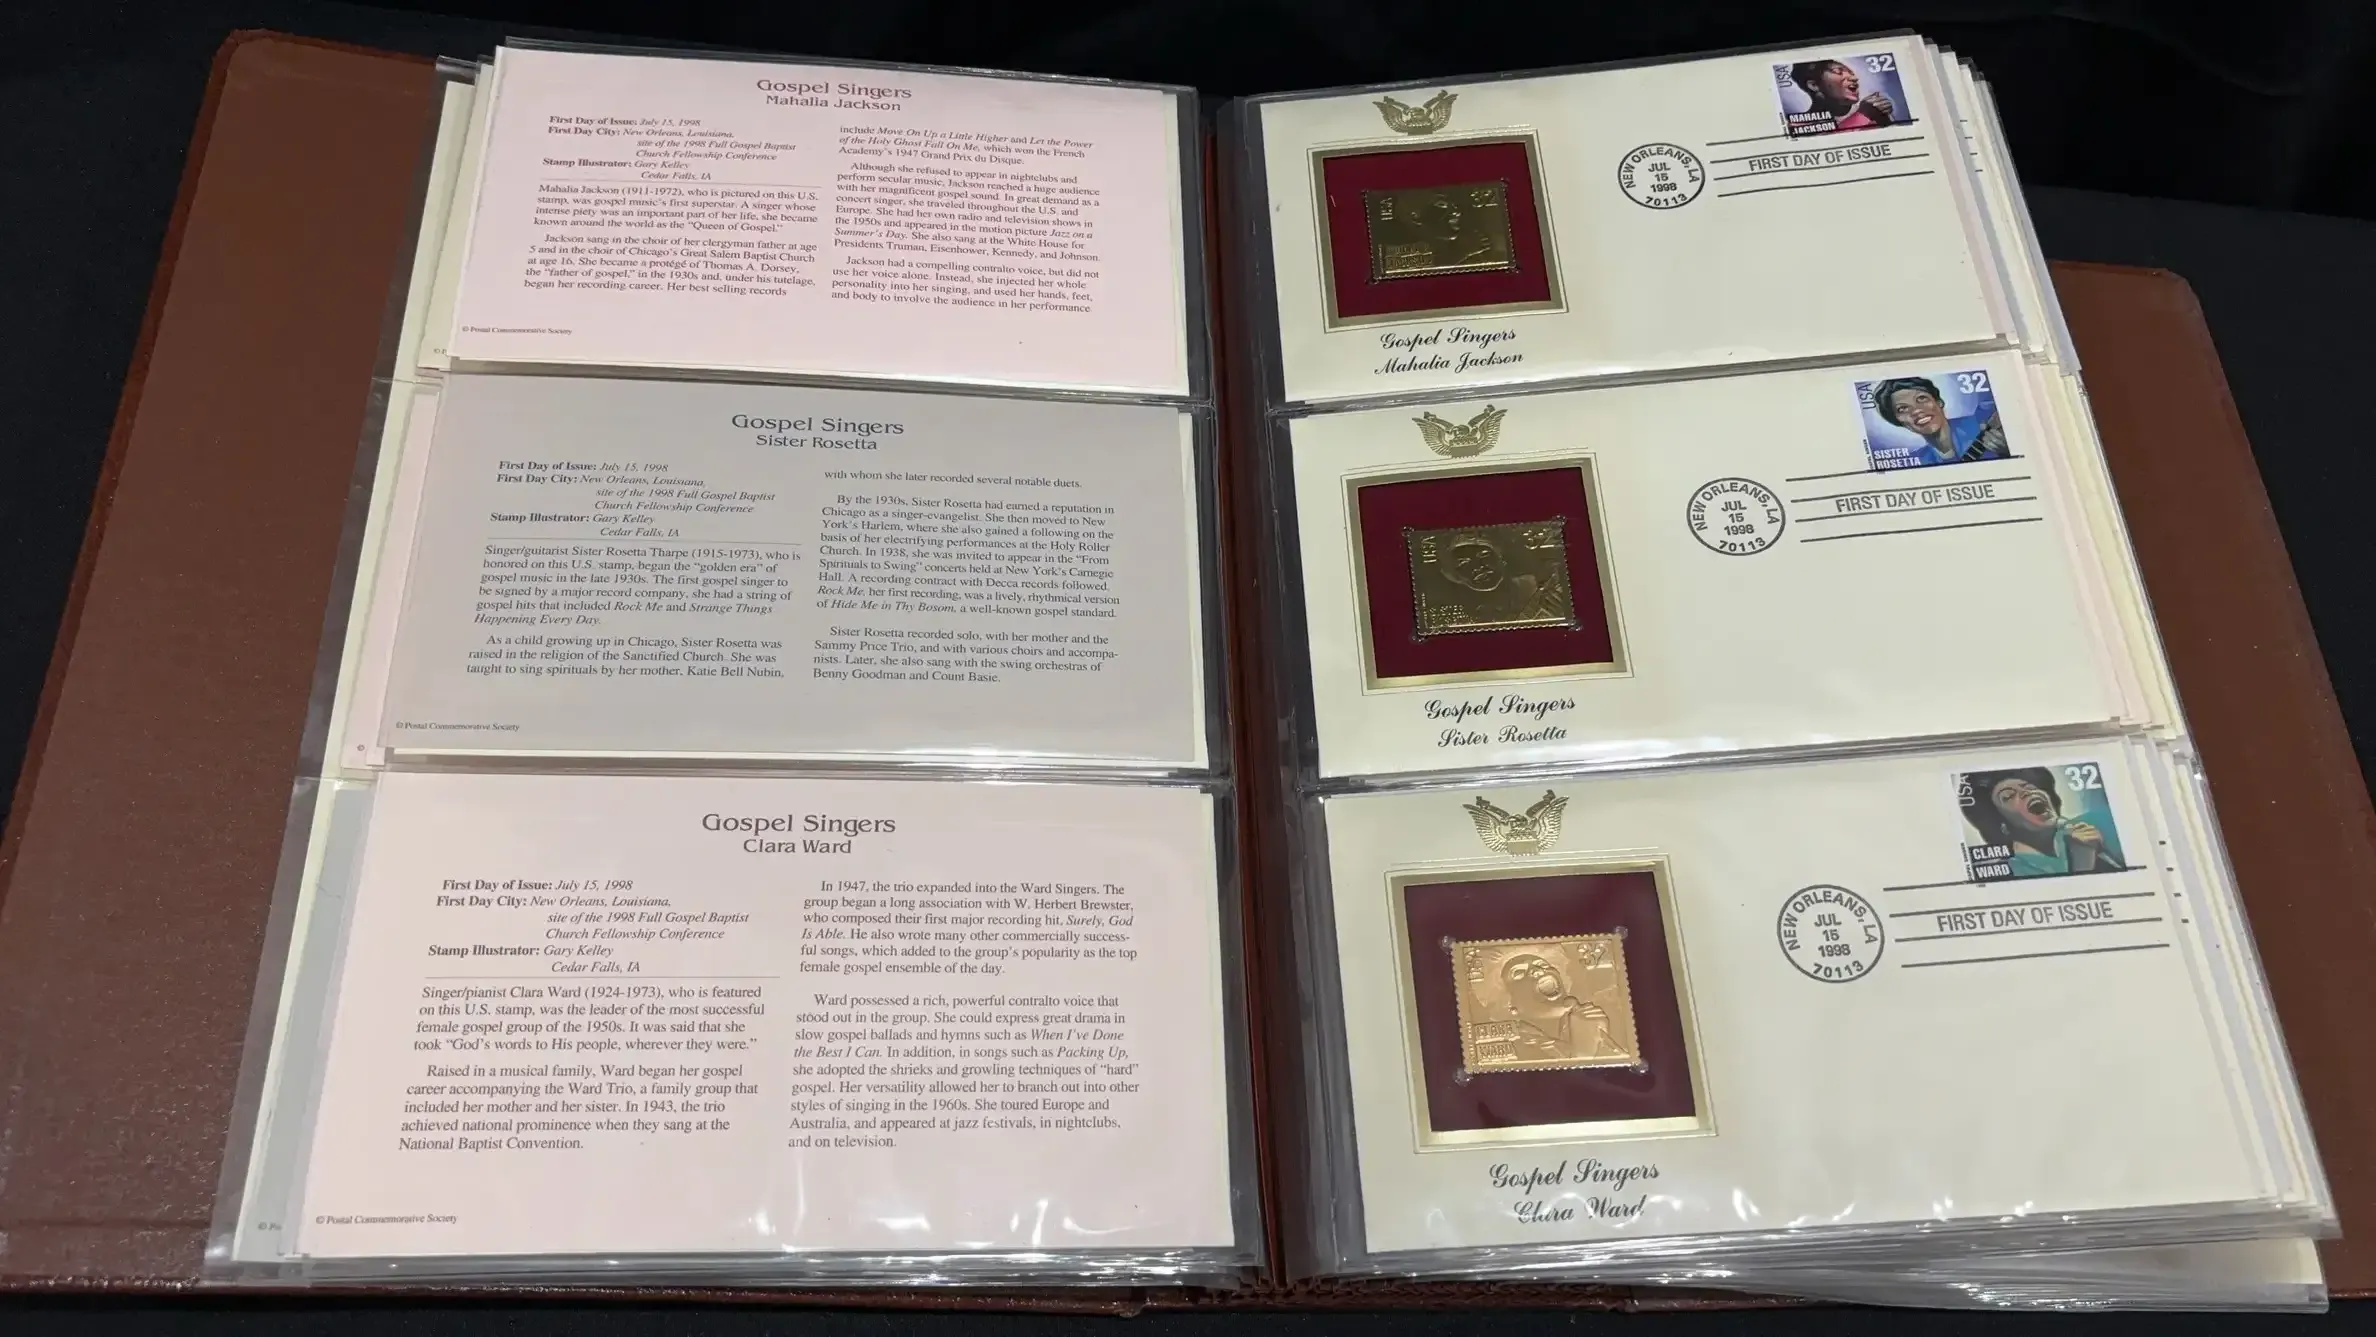 Gospel Singers
Mahalia Jackson
First Day of Issue: July 15, 1998
First Day City: New Orleans, Louisiana,
site of the 1998 Full Gospel Baptist
Church Fellowship Conference
Stamp Illustrator: Gary Kelley
Cedar Falls, IA
Mahalia Jackson (1911-1972), who is pictured on this U.S.
stamp, was gospel music's first superstar. A singer whose
intense piety was an important part of her life, she became
known around the world as the "Queen of Gospel."
Jackson sang in the choir of her clergyman father at age
5 and in the choir of Chicago's Great Salem Baptist Church
at age 16. She became a protégé of Thomas A. Dorsey,
the "father of gospel," in the 1930s and, under his tutelage,
began her recording career. Her best selling records
include Move On Up a Little Higher and Let the Power
of the Holy Ghost Fall On Me, which won the French
Academy's 1947 Grand Prix du Disque.
Although she refused to appear in nightclubs and
perform secular music, Jackson reached a huge audience
with her magnificent gospel sound. In great demand as a
concert singer, she traveled throughout the U.S. and
Europe. She had her own radio and television shows in
the 1950s and appeared in the motion picture Jazz on a
Summer's Day. She also sang at the White House for
Presidents Truman, Eisenhower, Kennedy, and Johnson.
Jackson had a compelling contralto voice, but did not
use her voice alone. Instead, she injected her whole
personality into her singing, and used her hands, feet,
and body to involve the audience in her performance
© Postal Commemorative Society
Gospel Singers
Sister Rosetta
First Day of Issue: July 15, 1998
First Day City: New Orleans, Louisiana,
site of the 1998 Full Gospel Baptist
Church Fellowship Conference
Stamp Illustrator: Gary Kelley
Cedar Falls, IA
Singer/guitarist Sister Rosetta Tharpe (1915-1973), who is
honored on this U.S. stamp, began the "golden era" of
gospel music in the late 1930s. The first gospel singer to
be signed by a major record company, she had a string of
gospel hits that included Rock Me and Strange Things
Happening Every Day.
As a child growing up in Chicago, Sister Rosetta was
raised in the religion of the Sanctified Church. She was
taught to sing spirituals by her mother, Katie Bell Nubin,
with whom she later recorded several notable duets.
By the 1930s, Sister Rosetta had earned a reputation in
Chicago as a singer-evangelist. She then moved to New
York's Harlem, where she also gained a following on the
basis of her electrifying performances at the Holy Roller
Church. In 1938, she was invited to appear in the "From
Spirituals to Swing" concerts held at New York's Carnegie
Hall. A recording contract with Decca records followed.
Rock Me, her first recording, was a lively, rhythmical version
of Hide Me in Thy Bosom, a well-known gospel standard.
Sister Rosetta recorded solo, with her mother and the
Sammy Price Trio, and with various choirs and accompa-
nists. Later, she also sang with the swing orchestras of
Benny Goodman and Count Basie.
© Postal Commemorative Society
Gospel Singers
Clara Ward
First Day of Issue: July 15, 1998
First Day City: New Orleans, Louisiana,
site of the 1998 Full Gospel Baptist
Church Fellowship Conference
Stamp Illustrator: Gary Kelley
Cedar Falls, IA
Singer/pianist Clara Ward (1924-1973), who is featured
on this U.S. stamp, was the leader of the most successful
female gospel group of the 1950s. It was said that she
took "God's words to His people, wherever they were."
Raised in a musical family, Ward began her gospel
career accompanying the Ward Trio, a family group that
included her mother and her sister. In 1943, the trio
achieved national prominence when they sang at the
National Baptist Convention.
In 1947, the trio expanded into the Ward Singers. The
group began a long association with W. Herbert Brewster,
who composed their first major recording hit, Surely, God
Is Able. He also wrote many other commercially success-
ful songs, which added to the group's popularity as the top
female gospel ensemble of the day.
Ward possessed a rich, powerful contralto voice that
stood out in the group. She could express great drama in
slow gospel ballads and hymns such as When I've Done
the Best I Can. In addition, in songs such as Packing Up,
she adopted the shrieks and growling techniques of "hard"
gospel. Her versatility allowed her to branch out into other
styles of singing in the 1960s. She toured Europe and
Australia, and appeared at jazz festivals, in nightclubs,
and on television.
© Postal Commemorative Society
USA 32
MAHALIA
JACKSON
NEW ORLEANS, LA
JUL
15
1998
70113
FIRST DAY OF ISSUE
USA 32
Gospel Singers
Mahalia Jackson
USA 32
SISTER
ROSETTA
NEW ORLEANS, LA
JUL
15
1998
70113
FIRST DAY OF ISSUE
USA 32
SISTER
ROSETTA
Gospel Singers
Sister Rosetta
USA 32
CLARA
WARD
NEW ORLEANS, LA
JUL
15
1998
70113
FIRST DAY OF ISSUE
USA 32
CLARA
WARD
Gospel Singers
Clara Ward